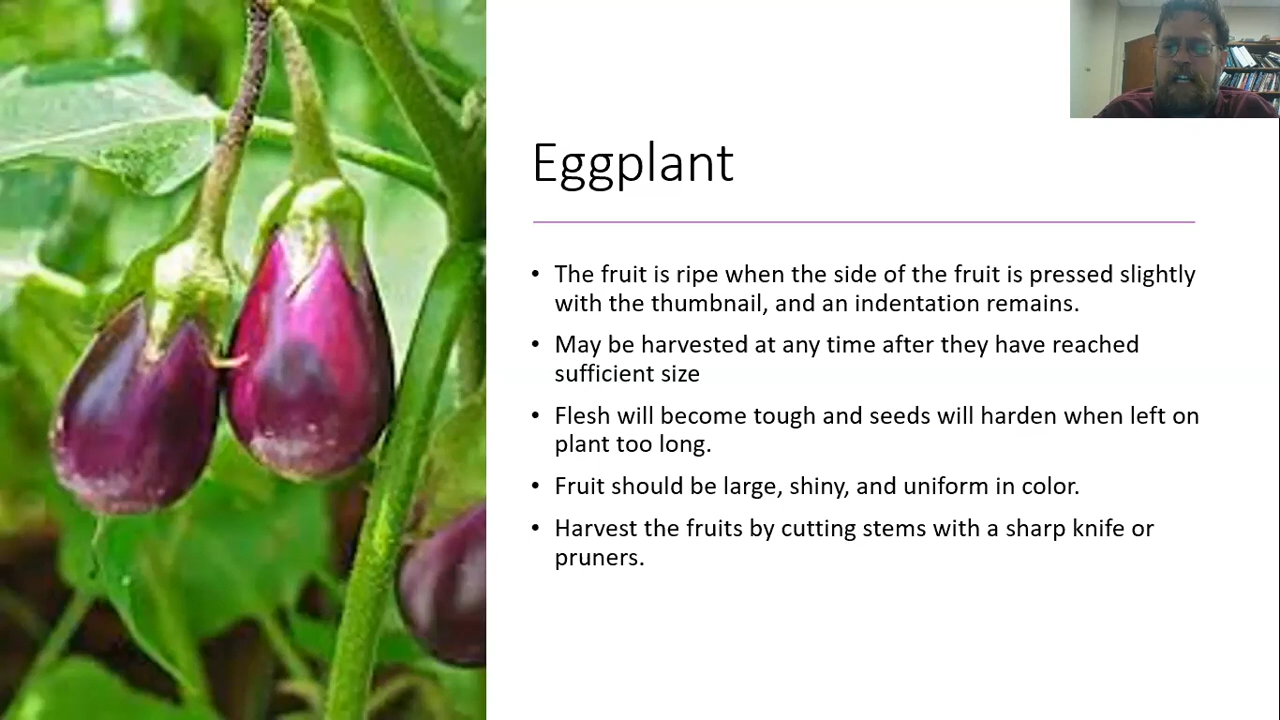 Eggplant
• The fruit is ripe when the side of the fruit is pressed slightly
with the thumbnail, and an indentation remains.
• May be harvested at any time after they have reached
sufficient size
• Flesh will become tough and seeds will harden when left on
plant too long.
• Fruit should be large, shiny, and uniform in color.
• Harvest the fruits by cutting stems with a sharp knife or
pruners.